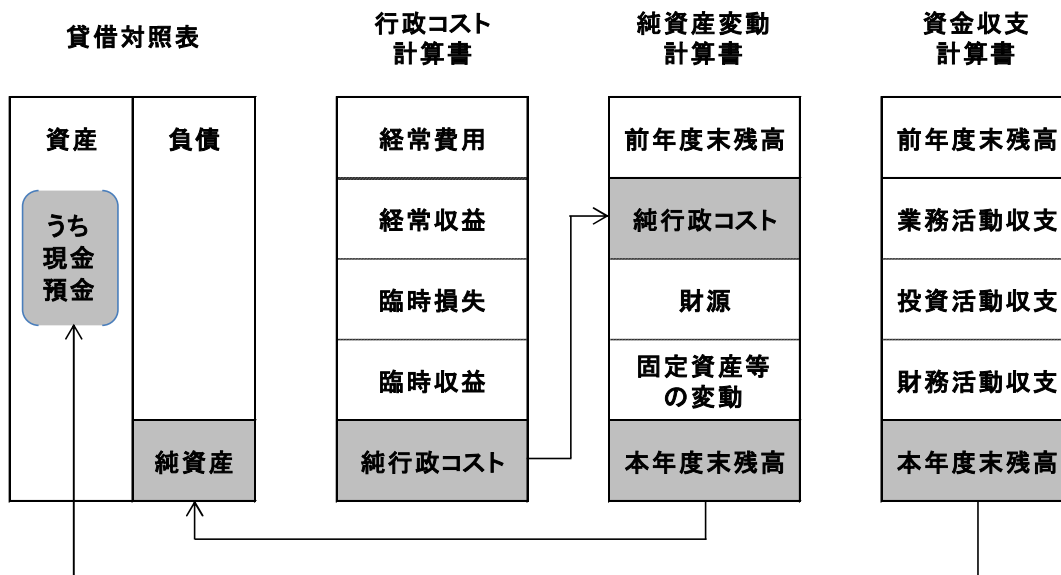 貸借対照表
資産
負債
うち
現金
預金
純資産
行政コスト
計算書
経常費用
経常収益
臨時損失
臨時収益
純行政コスト
純資産変動
計算書
前年度末残高
純行政コスト
財源
固定資産等
の変動
本年度末残高
資金収支
計算書
前年度末残高
業務活動収支
投資活動収支
財務活動収支
本年度末残高